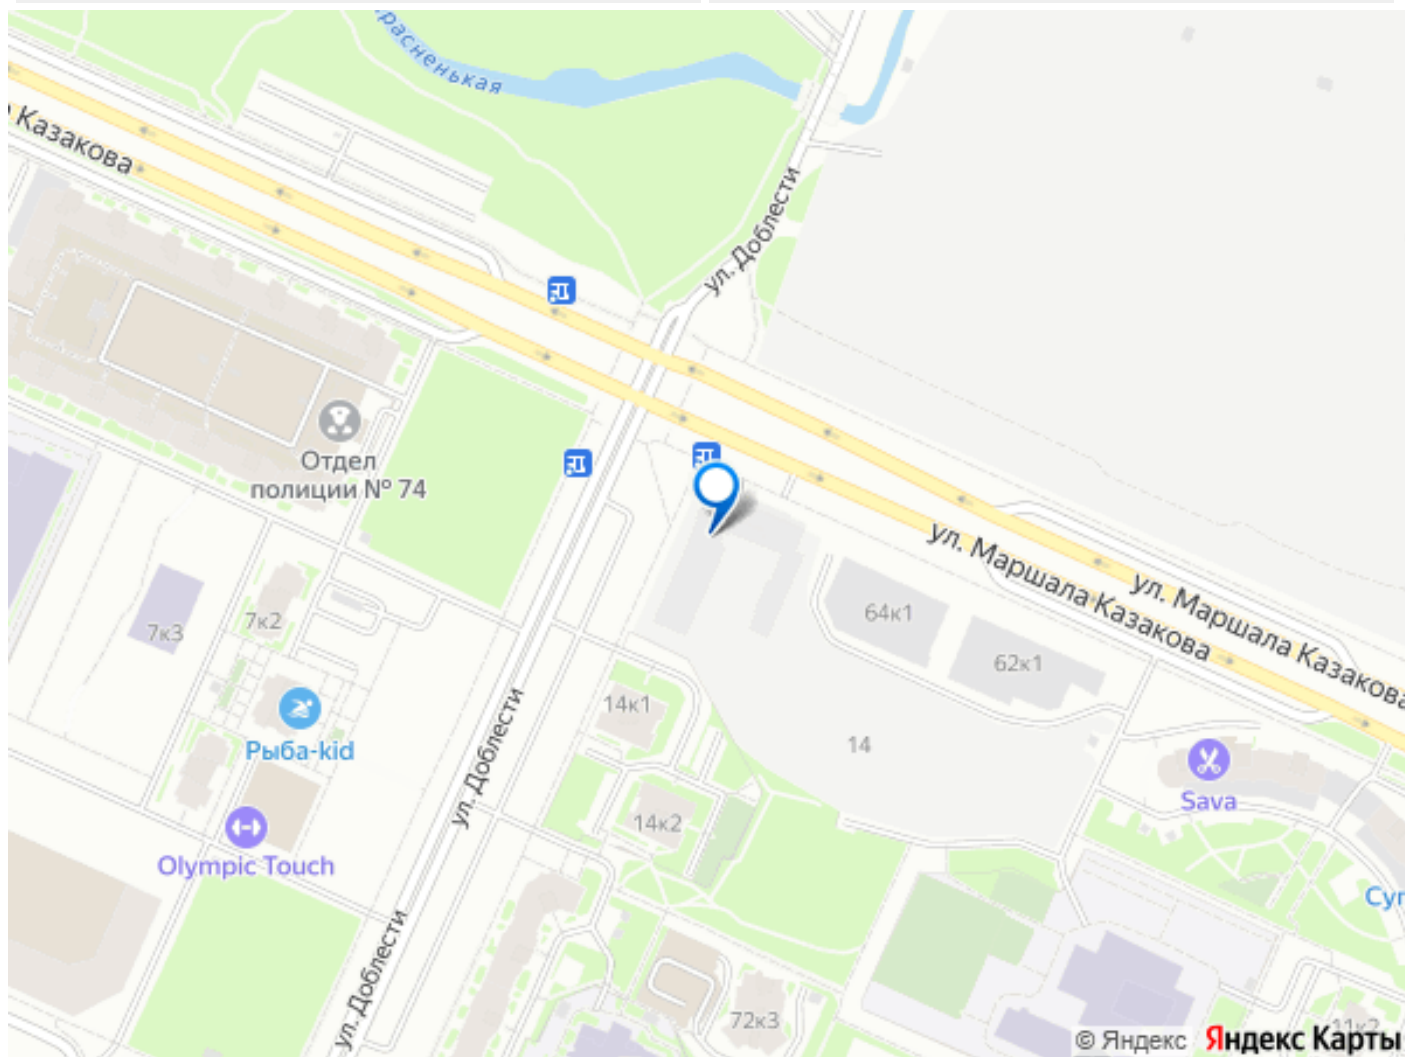 расненькая
Казакова
ул. Доблести
Отдел
полиции № 74
ул. Маршала Казакова
ул. Маршала Казакова
64к1
62к1
7к3
7к2
14к1
14
Рыба-kid
ул. Доблести
Sava
14к2
Olympic Touch
ул. Доблести
72к3
11к2
© Яндекс Яндекс Карты